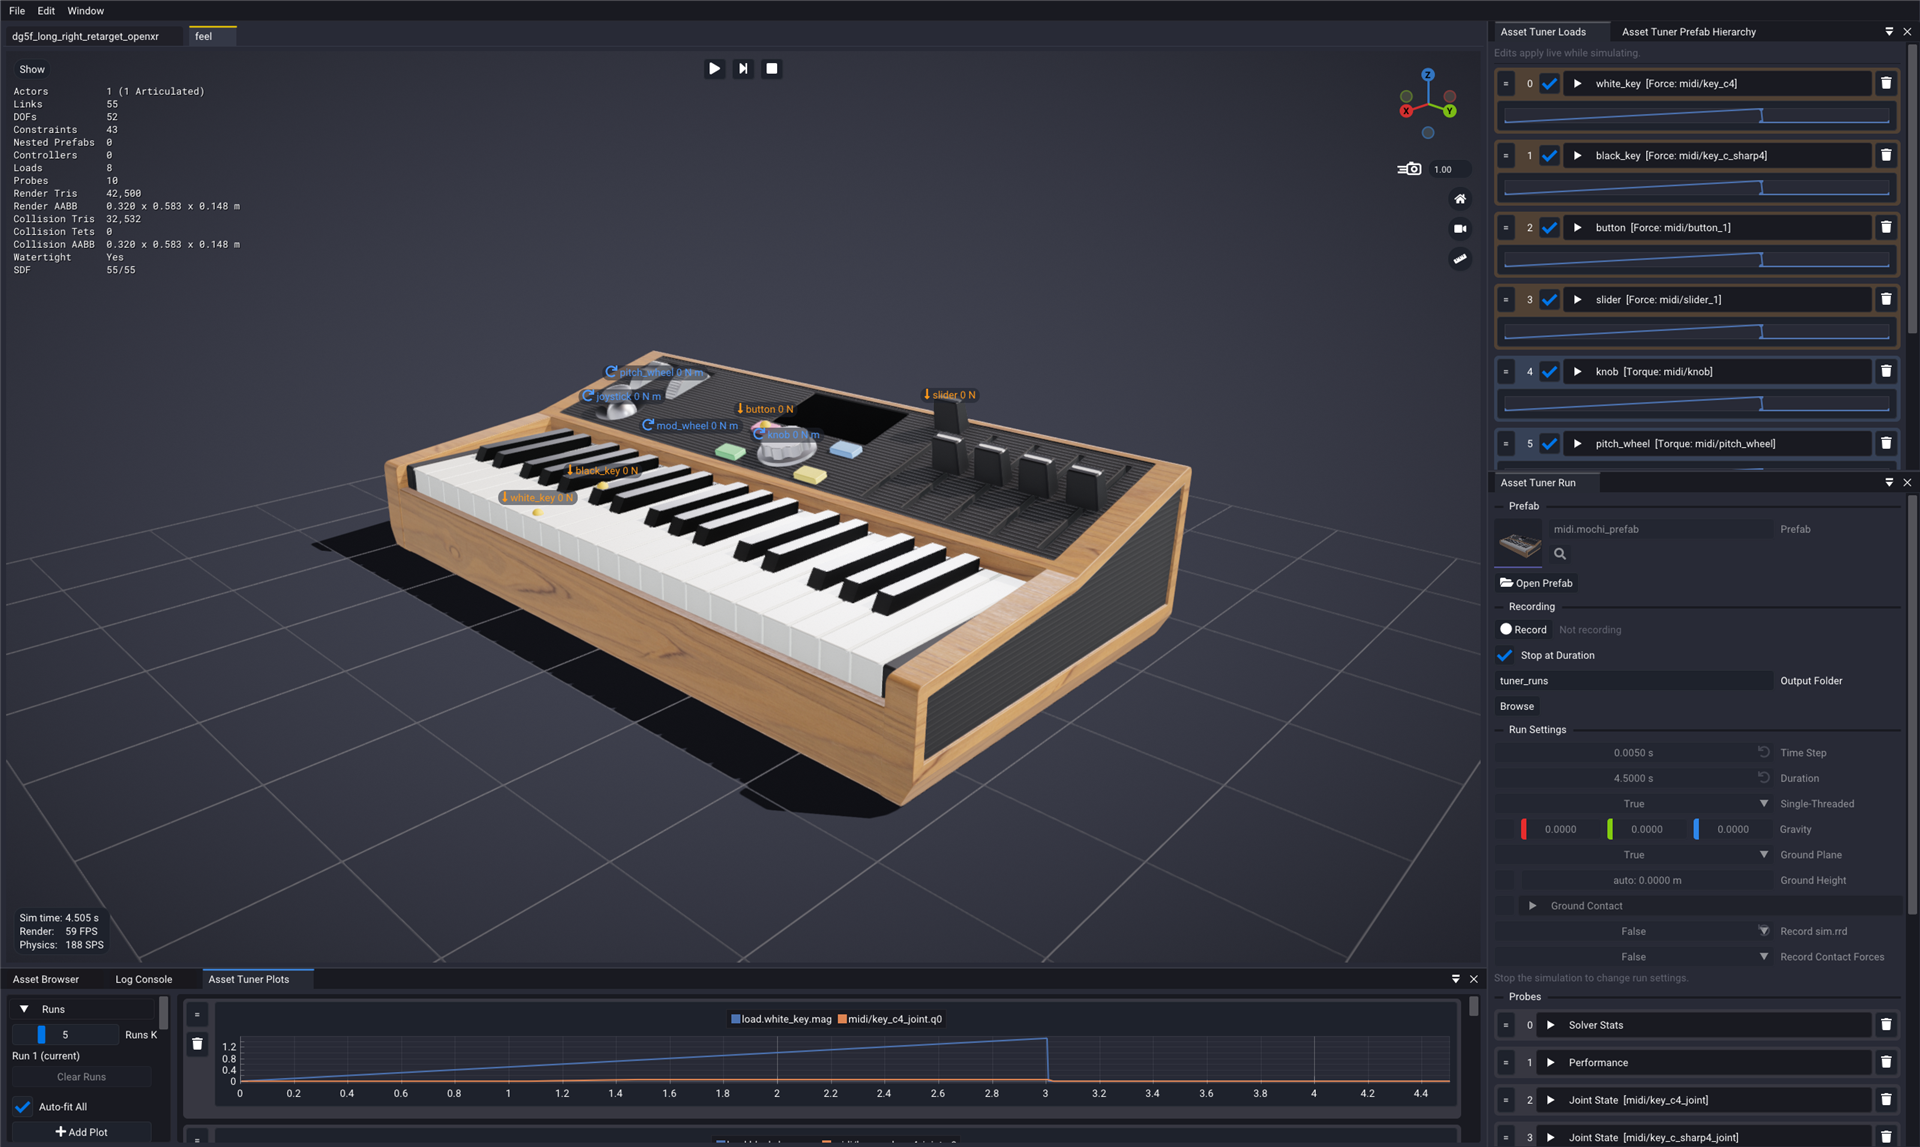 File Edit Window
dg5f_long_right_retarget_openxr feel
Show
Actors 1 (1 Articulated)
Links 55
DOFs 52
Constraints 43
Nested Prefabs 0
Controllers 0
Loads 8
Probes 10
Render Tris 42,500
Render AABB 0.320 x 0.583 x 0.148 m
Collision Tris 32,532
Collision Tets 0
Collision AABB 0.320 x 0.583 x 0.148 m
Watertight Yes
SDF 55/55
Z
X
Y
1.00
pitch_wheel 0 N m
joystick 0 N m
mod_wheel 0 N m
button 0 N
knob 0 N m
slider 0 N
black_key 0 N
white_key 0 N
Sim time: 4.505 s
Render: 59 FPS
Physics: 188 SPS
Asset Tuner Loads Asset Tuner Prefab Hierarchy
Edits apply live while simulating.
= 0 white_key [Force: midi/key_c4]
= 1 black_key [Force: midi/key_c_sharp4]
= 2 button [Force: midi/button_1]
= 3 slider [Force: midi/slider_1]
= 4 knob [Torque: midi/knob]
= 5 pitch_wheel [Torque: midi/pitch_wheel]
Asset Tuner Run
Prefab
midi.mochi_prefab Prefab
Open Prefab
Recording
Record Not recording
Stop at Duration
tuner_runs Output Folder
Browse
Run Settings
0.0050 s Time Step
4.5000 s Duration
True Single-Threaded
0.0000 0.0000 0.0000 Gravity
True Ground Plane
auto: 0.0000 m Ground Height
Ground Contact
False Record sim.rrd
False Record Contact Forces
Stop the simulation to change run settings.
Probes
= 0 Solver Stats
= 1 Performance
= 2 Joint State [midi/key_c4_joint]
= 3 Joint State [midi/key_c_sharp4_joint]
Asset Browser Log Console Asset Tuner Plots
Runs
5 Runs K
Run 1 (current)
Clear Runs
Auto-fit All
+ Add Plot
=
load.white_key.mag midi/key_c4_joint.q0
1.2
0.8
0.4
0
0 0.2 0.4 0.6 0.8 1 1.2 1.4 1.6 1.8 2 2.2 2.4 2.6 2.8 3 3.2 3.4 3.6 3.8 4 4.2 4.4
=